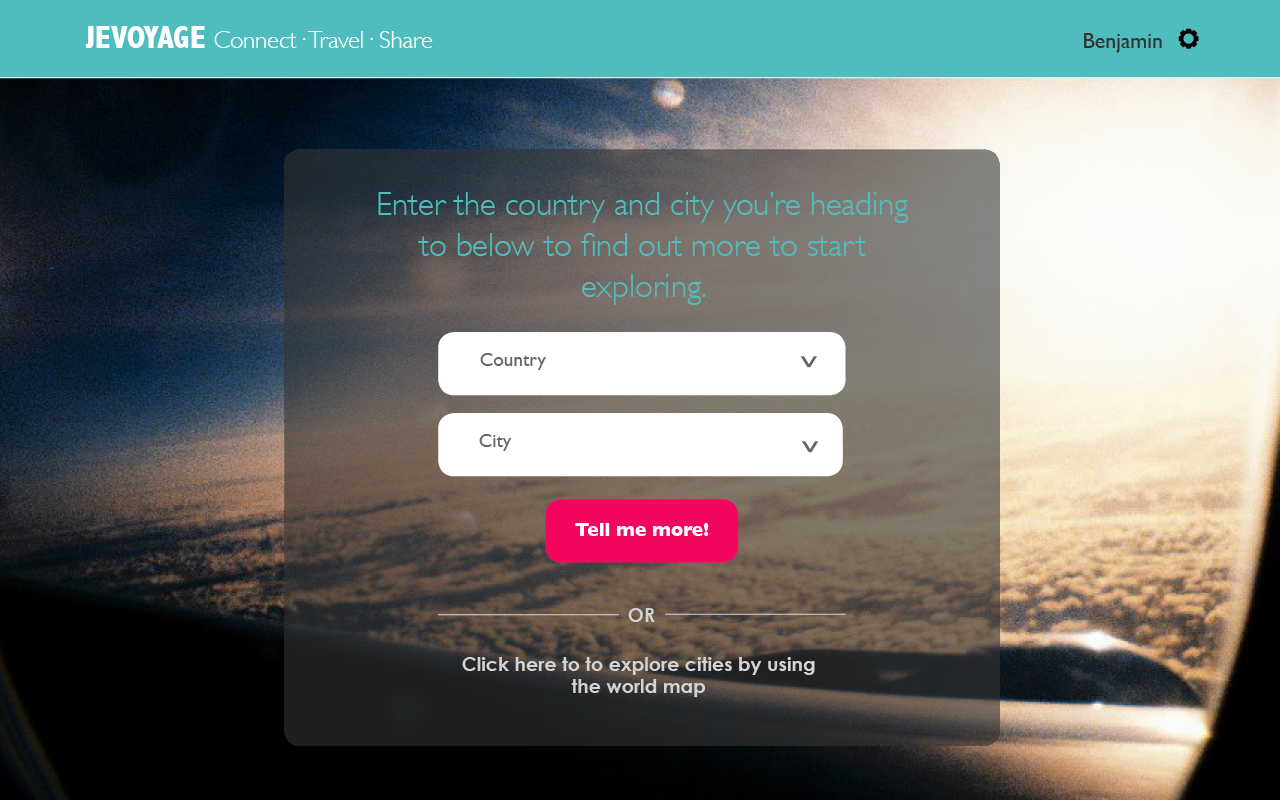 JEVOYAGE Connect · Travel · Share
Benjamin
Enter the country and city you're heading
to below to find out more to start
exploring.
Country
City
Tell me more!
OR
Click here to to explore cities by using
the world map